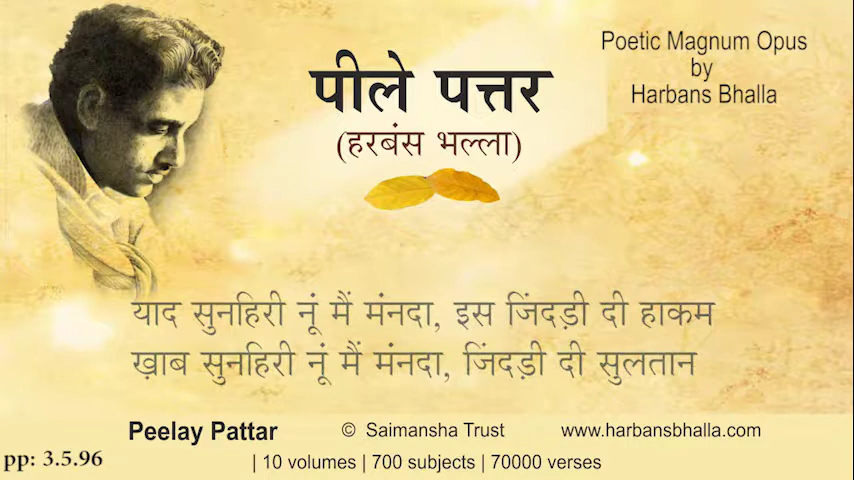 पीले पत्तर
(हरबंस भल्ला)
Poetic Magnum Opus
by
Harbans Bhalla
याद सुनहिरी नूं मैं मंनदा, इस जिंदड़ी दी हाकम
ख़ाब सुनहिरी नूं मैं मंनदा, जिंदड़ी दी सुलतान
Peelay Pattar © Saimansha Trust www.harbansbhalla.com
pp: 3.5.96 | 10 volumes | 700 subjects | 70000 verses